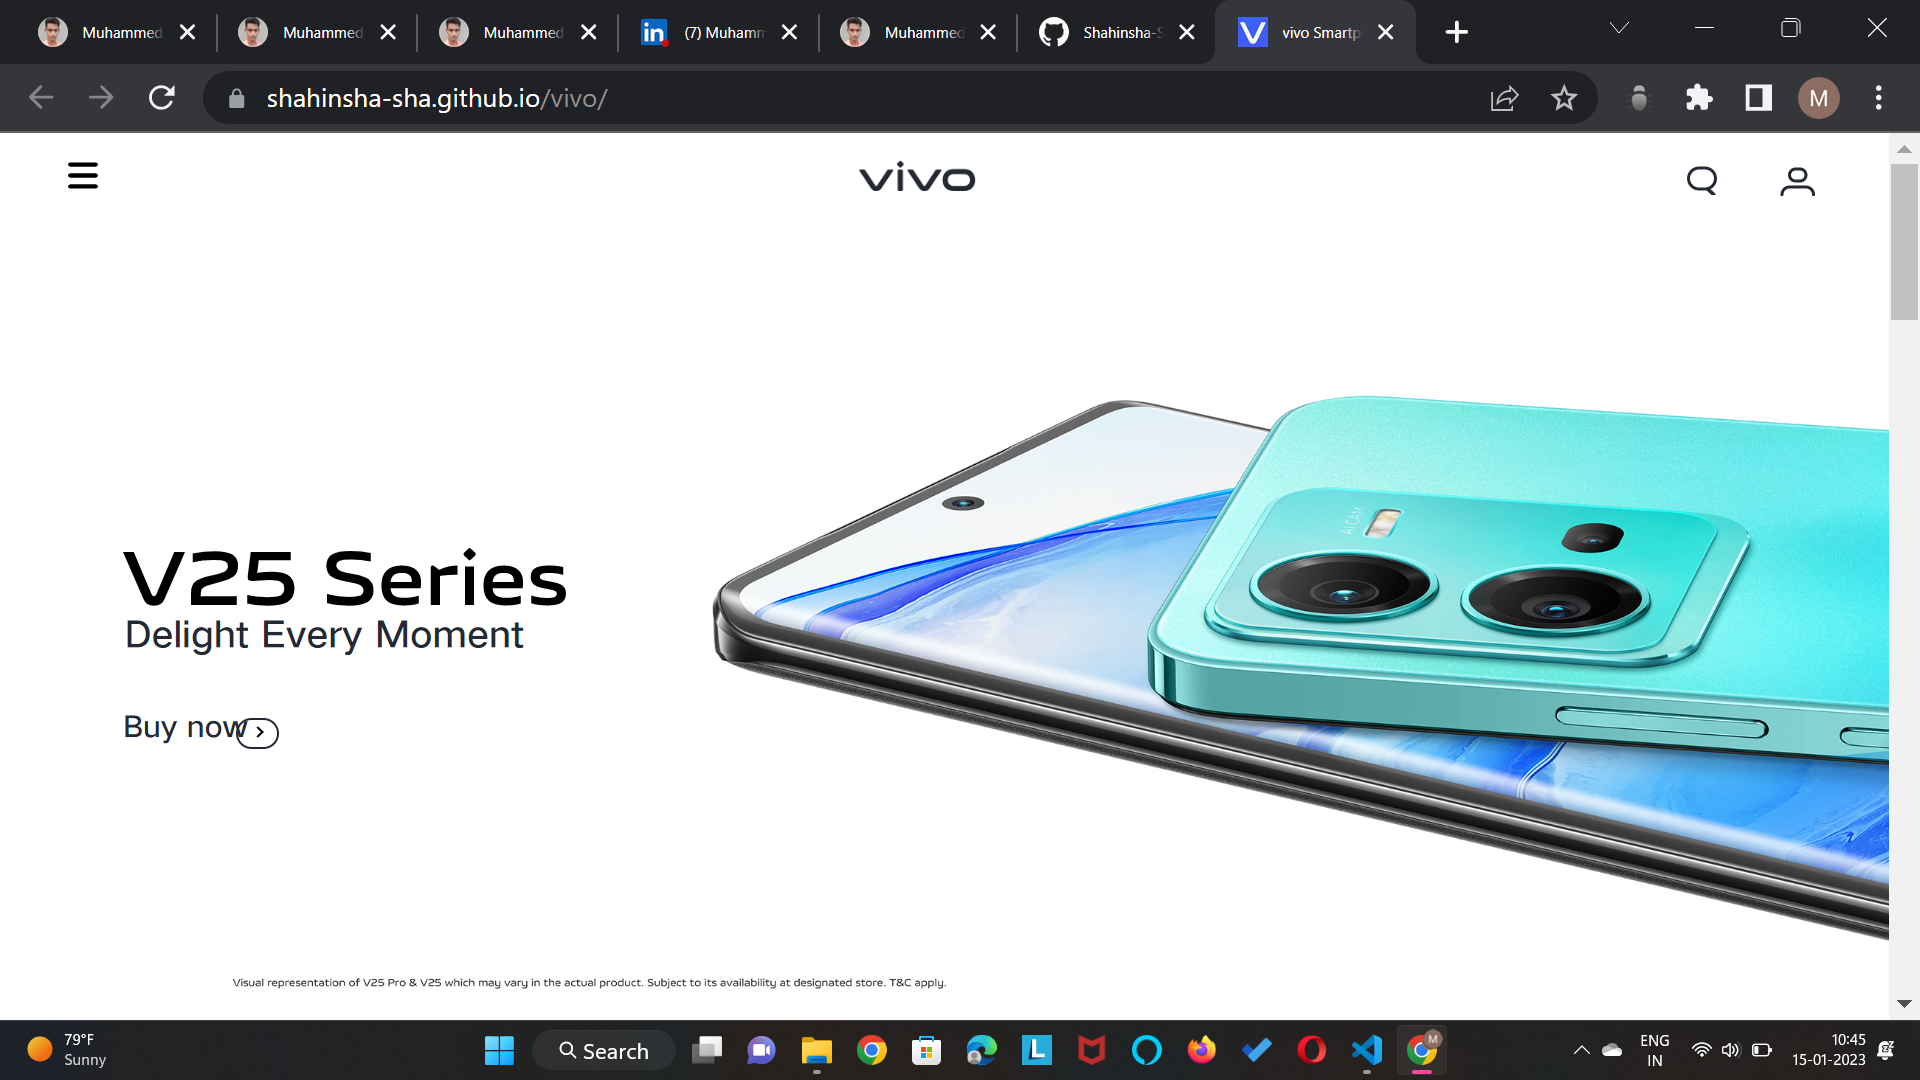 Muhammed
Muhammed
Muhammed
in
(7) Muhamm
Muhammed
Shahinsha-S
V
vivo Smartp
shahinsha-sha.github.io/vivo/
M
vivo
AI CAM
V25 Series
Delight Every Moment
Buy now
Visual representation of V25 Pro & V25 which may vary in the actual product. Subject to its availability at designated store. T&C apply.
79°F
Sunny
Search
L
M
ENG
IN
10:45
15-01-2023